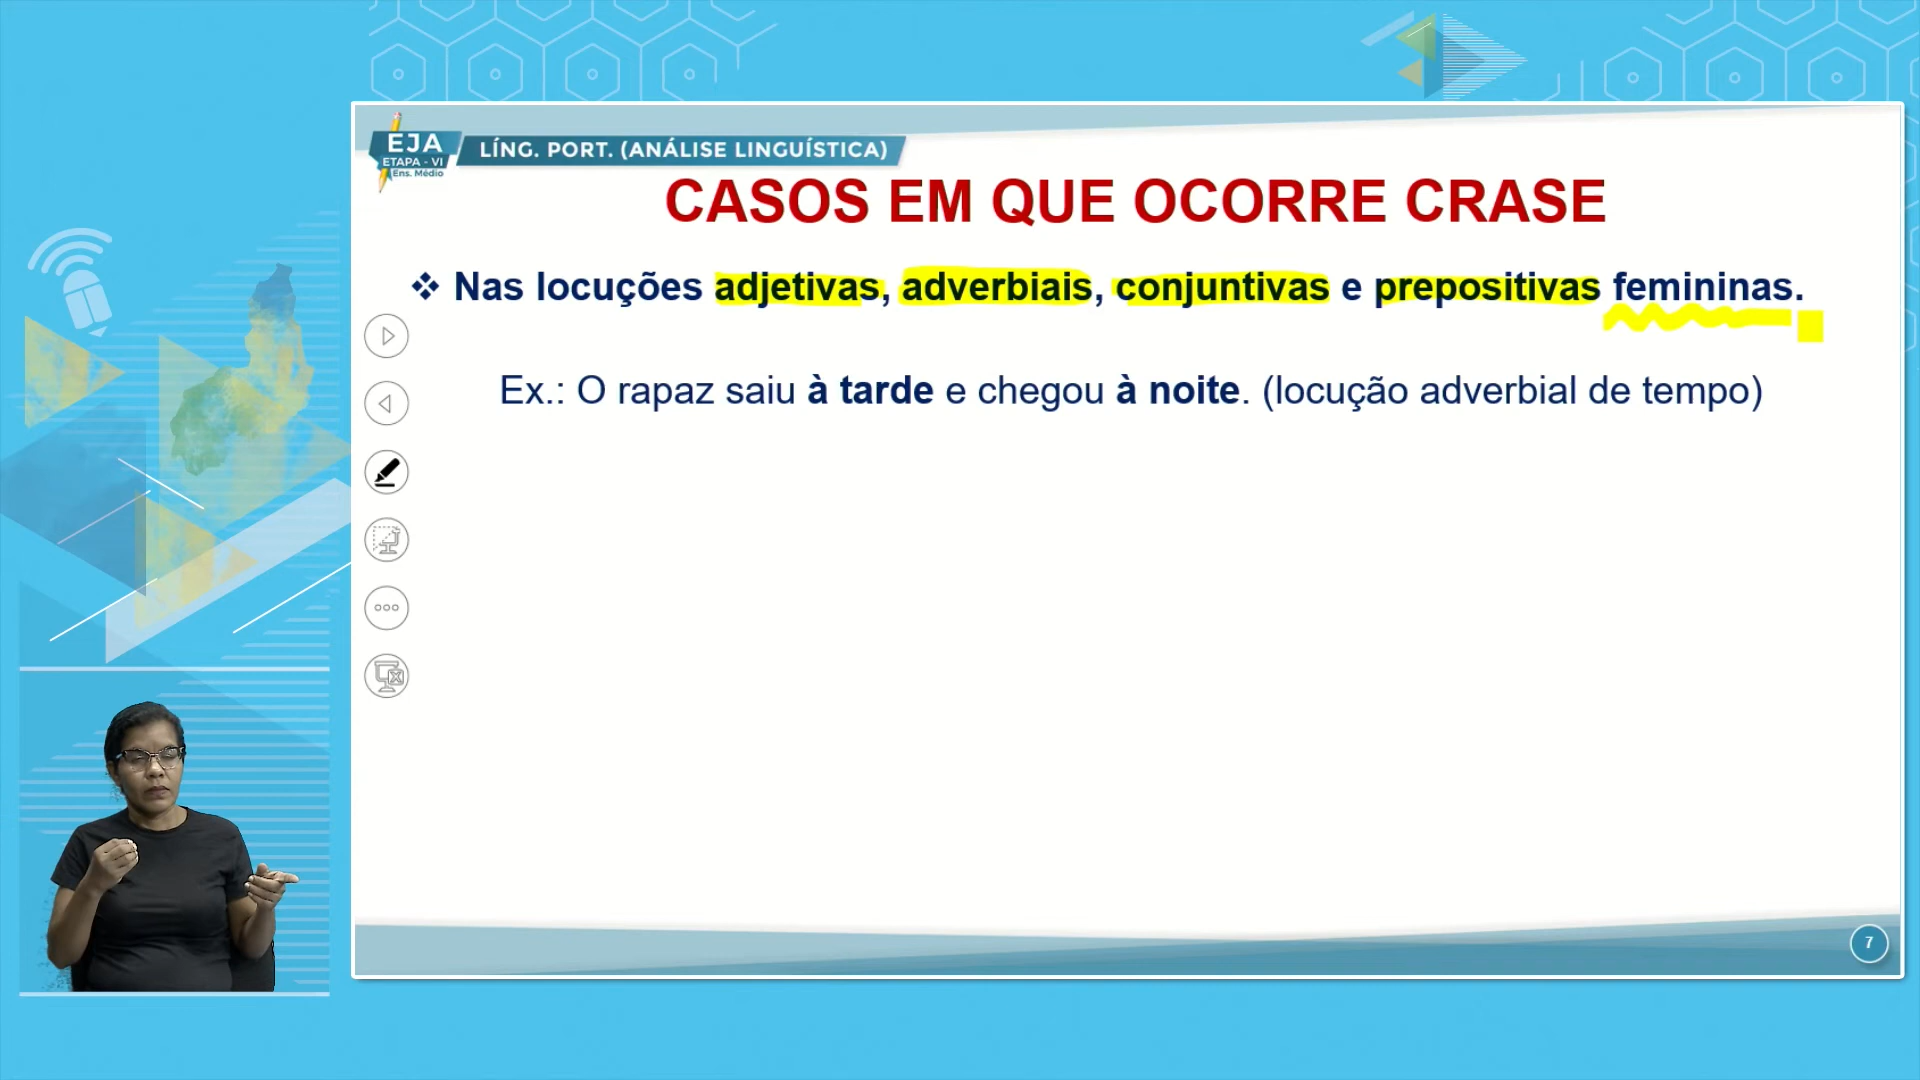 EJA
ETAPA - VI
Ens. Médio
LÍNG. PORT. (ANÁLISE LINGUÍSTICA)
CASOS EM QUE OCORRE CRASE
❖ Nas locuções adjetivas, adverbiais, conjuntivas e prepositivas femininas.
Ex.: O rapaz saiu à tarde e chegou à noite. (locução adverbial de tempo)
7